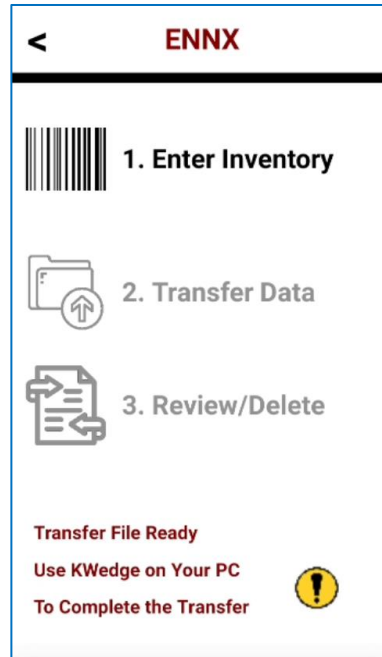 < ENNX
1. Enter Inventory
2. Transfer Data
3. Review/Delete
Transfer File Ready
Use KWedge on Your PC
To Complete the Transfer